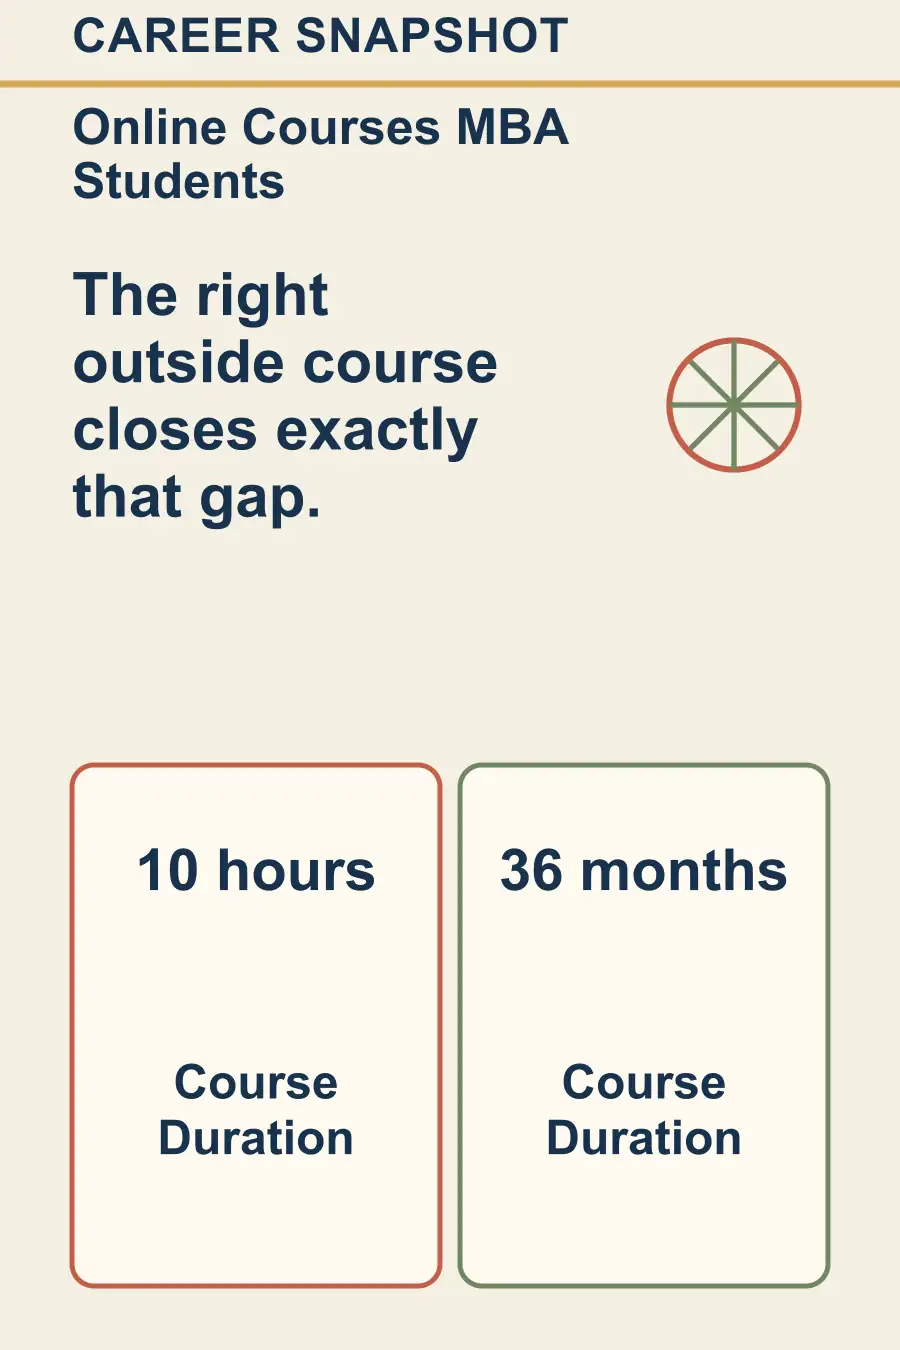 CAREER SNAPSHOT
Online Courses MBA
Students
The right
outside course
closes exactly
that gap.
10 hours
Course
Duration
36 months
Course
Duration